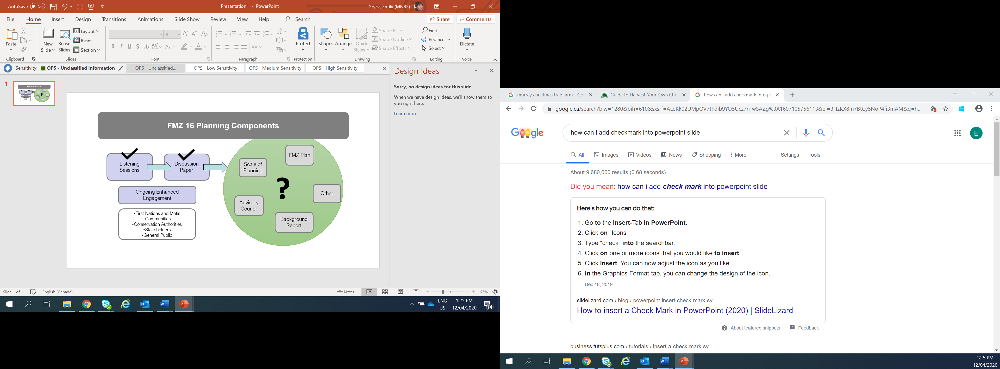 AutoSave Off
Presentation1 - PowerPoint
Gryck, Emily (MNRF)
File Home Insert Design Transitions Animations Slide Show Review View Help Search
Share Comments
Paste
New
Slide
Reuse
Slides
Layout
Reset
Section
96
B I U S ab AV Aa A
Protect
Shapes Arrange Quick
Styles
Shape Fill
Shape Outline
Shape Effects
Find
Replace
Select
Dictate
Clipboard Slides Font Paragraph Protection Drawing Editing Voice
Sensitivity: OPS - Unclassified Information OPS - Unclassified... OPS - Low Sensitivity OPS - Medium Sensitivity OPS - High Sensitivity
1
FMZ 16 Planning Components
Listening
Sessions
Discussion
Paper
Ongoing Enhanced
Engagement
•First Nations and Metis
Communities
•Conservation Authorities
•Stakeholders
•General Public
Scale of
Planning
FMZ Plan
?
Other
Advisory
Council
Background
Report
Design Ideas
Sorry, no design ideas for this slide.
When we have design ideas, we'll show them to
you right here.
Learn more
Slide 1 of 1 English (Canada) Notes 63%
ENG
US
1:25 PM
12/04/2020
14
murray christmas tree farm - Goo
Guide to Harvest-Your-Own Chri
how can i add checkmark into po
google.ca/search?biw=1280&bih=610&sxsrf=ALeKk02UMpOV7tPdib9YO5Ucz7ri-wSAZg%3A1607105756113&ei=3HzKX8m7BtCy5NoP4fi3mAM&q=h...
Google
how can i add checkmark into powerpoint slide
E
All Images Videos News Shopping More Settings Tools
About 9,680,000 results (0.68 seconds)
Did you mean: how can i add check mark into powerpoint slide
Here's how you can do that:
1. Go to the Insert-Tab in PowerPoint.
2. Click on “Icons”
3. Type “check” into the searchbar.
4. Click on one or more icons that you would like to insert.
5. Click insert. You can now adjust the icon as you like.
6. In the Graphics Format-tab, you can change the design of the icon.
Dec 18, 2019
slidelizard.com › blog › powerpoint-insert-check-mark-sy...
How to insert a Check Mark in PowerPoint (2020) | SlideLizard
About featured snippets Feedback
business.tutsplus.com › tutorials › insert-a-check-mark-sy...
1:25 PM
12/04/2020